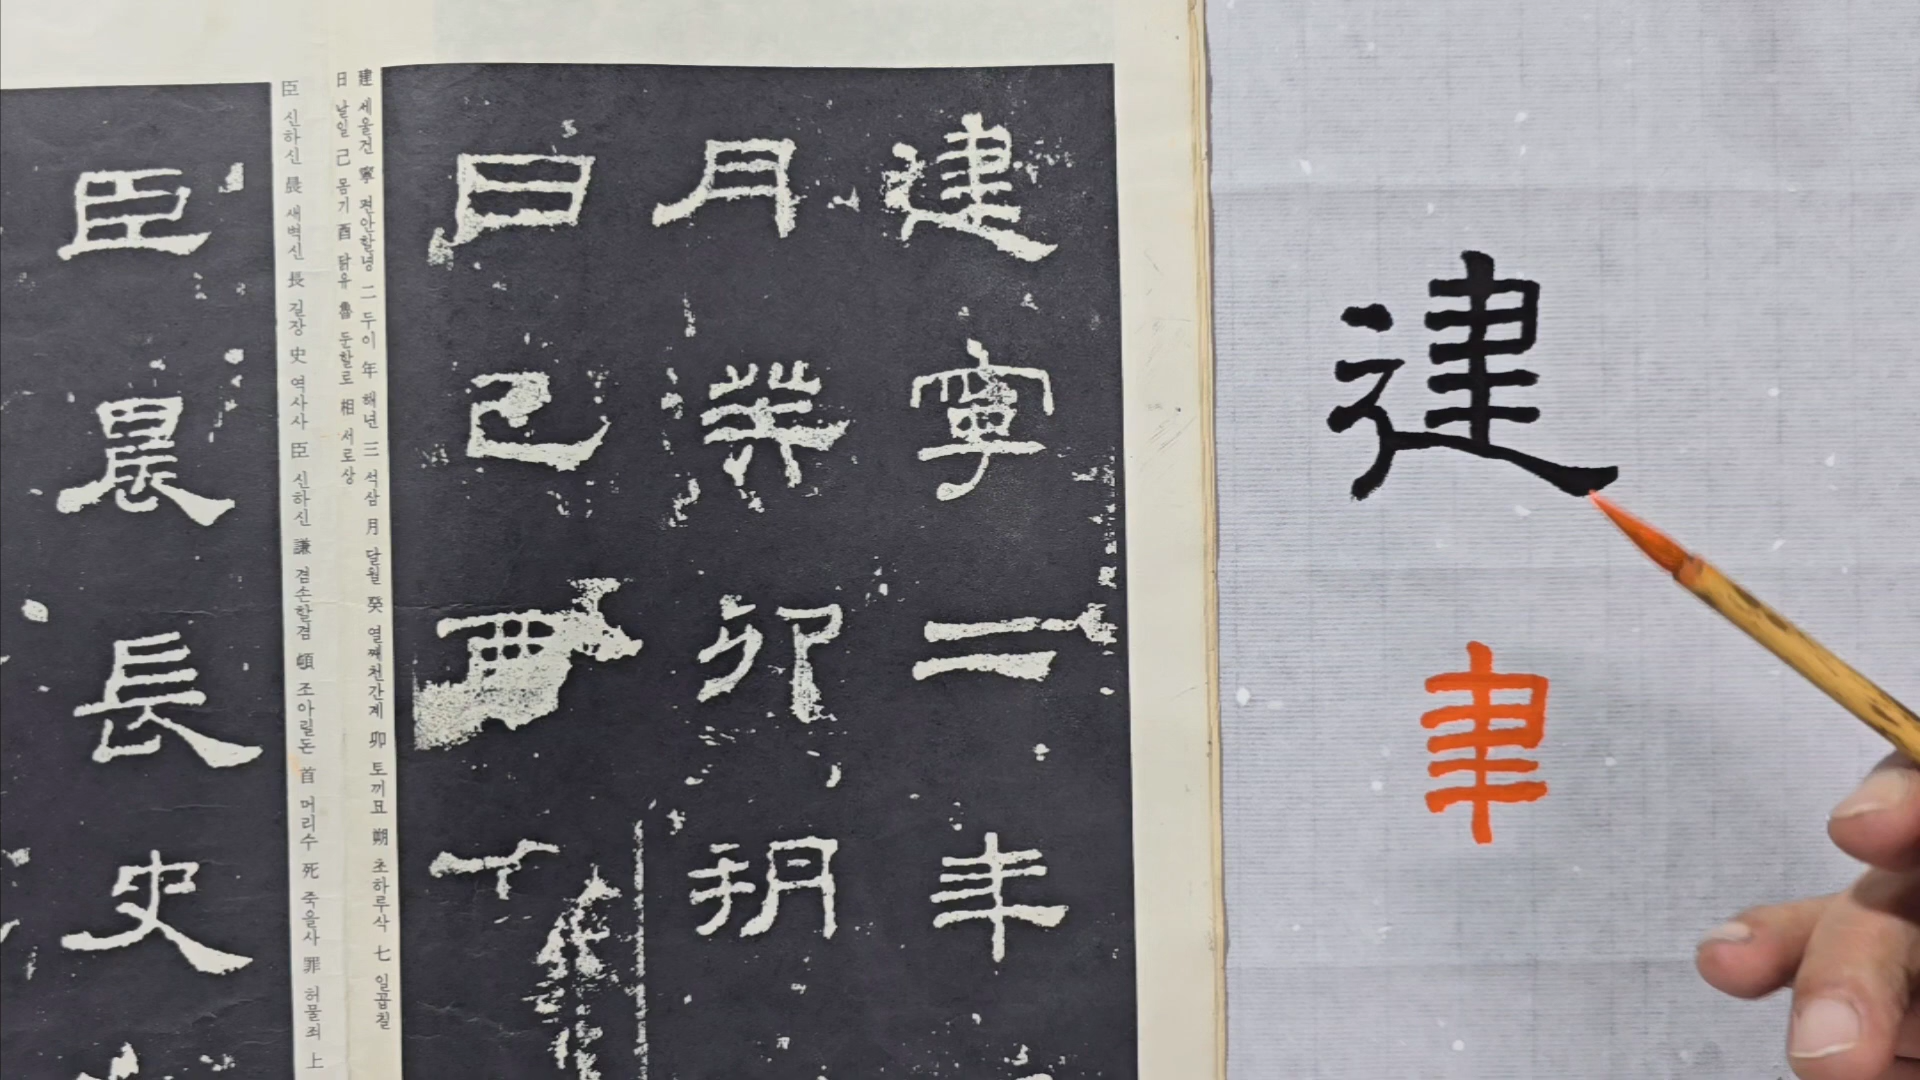 建
聿
建寧二年
月癸卯朔
日己酉
建 세울건 寧 편안할녕 二 두이 年 해년 三 석삼 月 달월 癸 열째천간계 卯 토끼묘 朔 초하루삭 七 일곱칠
日 날일 己 몸기 酉 닭유 魯 둔할로 相 서로상
臣 신하신 晨 새벽신 長 길장 史 역사사 臣 신하신 謙 겸손할겸 頓 조아릴돈 首 머리수 死 죽을사 罪 허물죄 上
臣晨長史